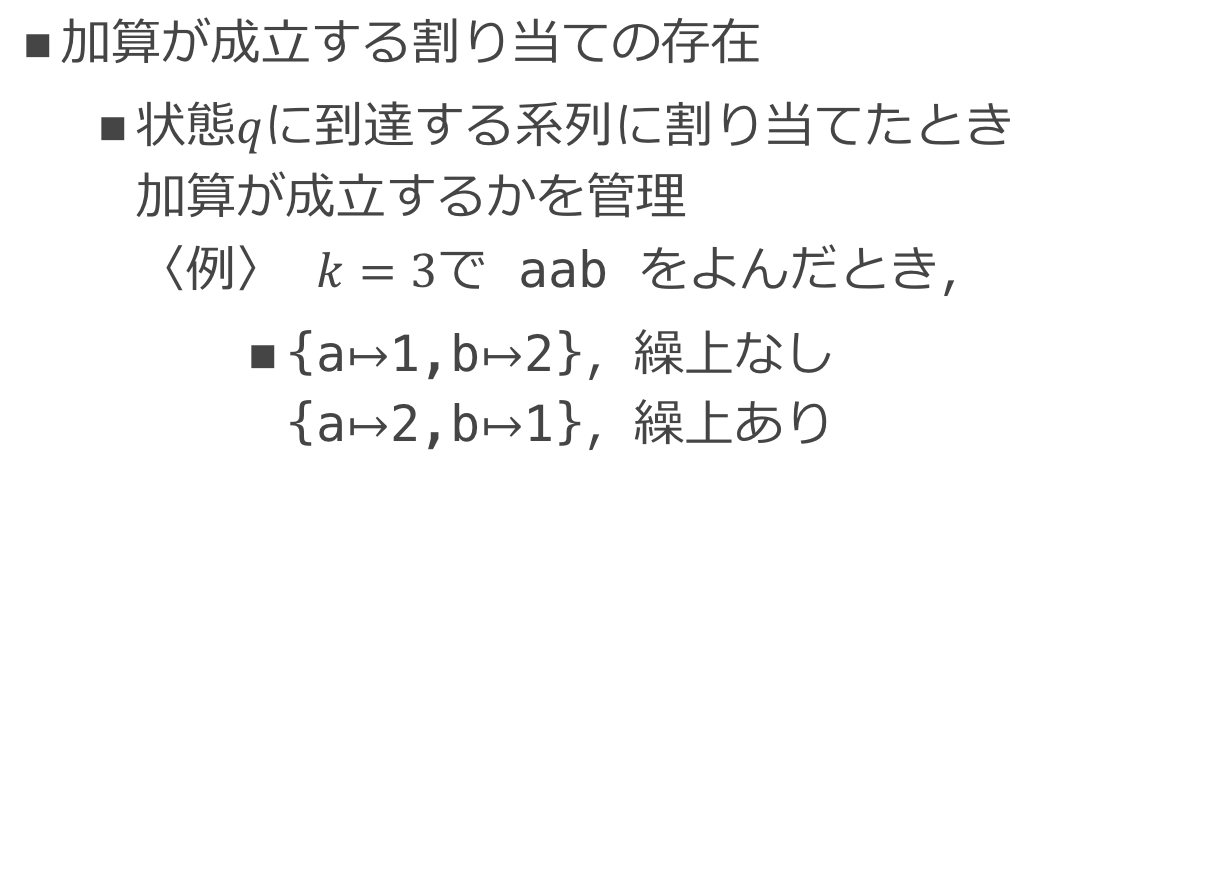 ■加算が成立する割り当ての存在
■状態qに到達する系列に割り当てたとき
加算が成立するかを管理
〈例〉 k = 3で aab をよんだとき,
■{a↦1,b↦2}, 繰上なし
{a↦2,b↦1}, 繰上あり